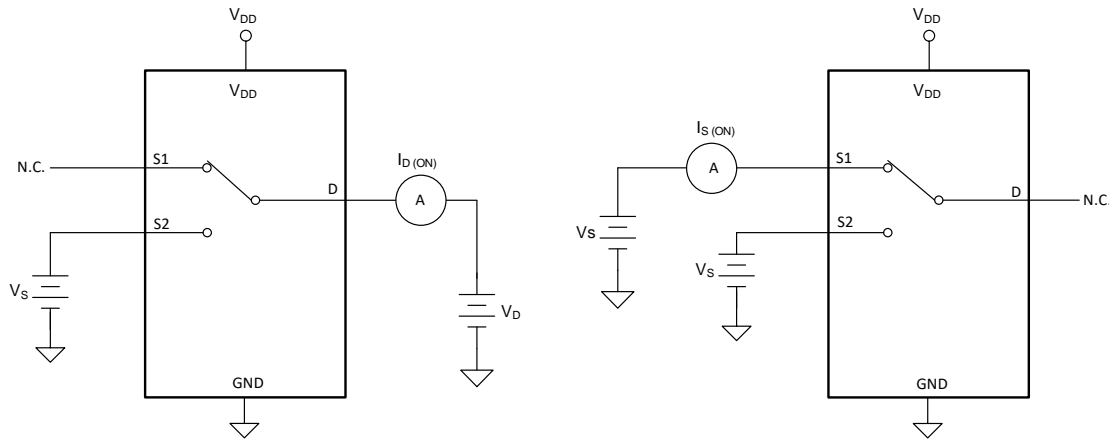 VDD
VDD
N.C.
S1
S2
D
ID (ON)
A
VS
VD
GND
VDD
VDD
IS (ON)
A
S1
S2
D
N.C.
Vs
VS
GND